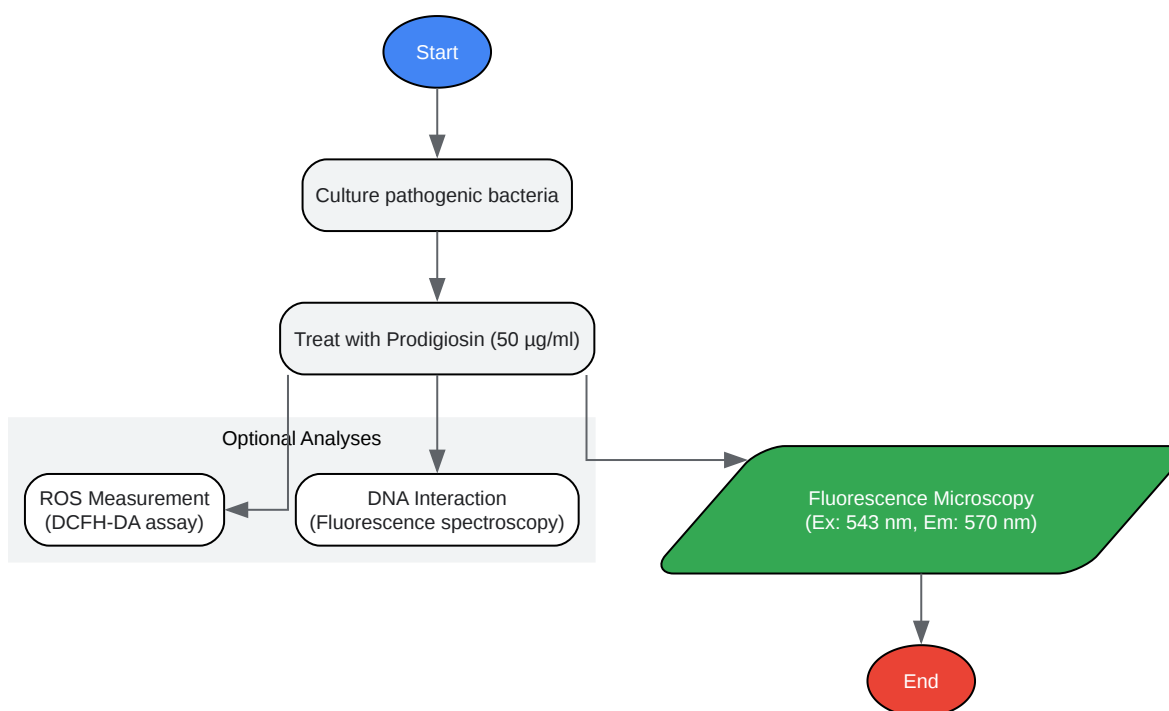 Start
Culture pathogenic bacteria
Treat with Prodigiosin (50 µg/ml)
Optional Analyses
ROS Measurement
(DCFH-DA assay)
DNA Interaction
(Fluorescence spectroscopy)
Fluorescence Microscopy
(Ex: 543 nm, Em: 570 nm)
End